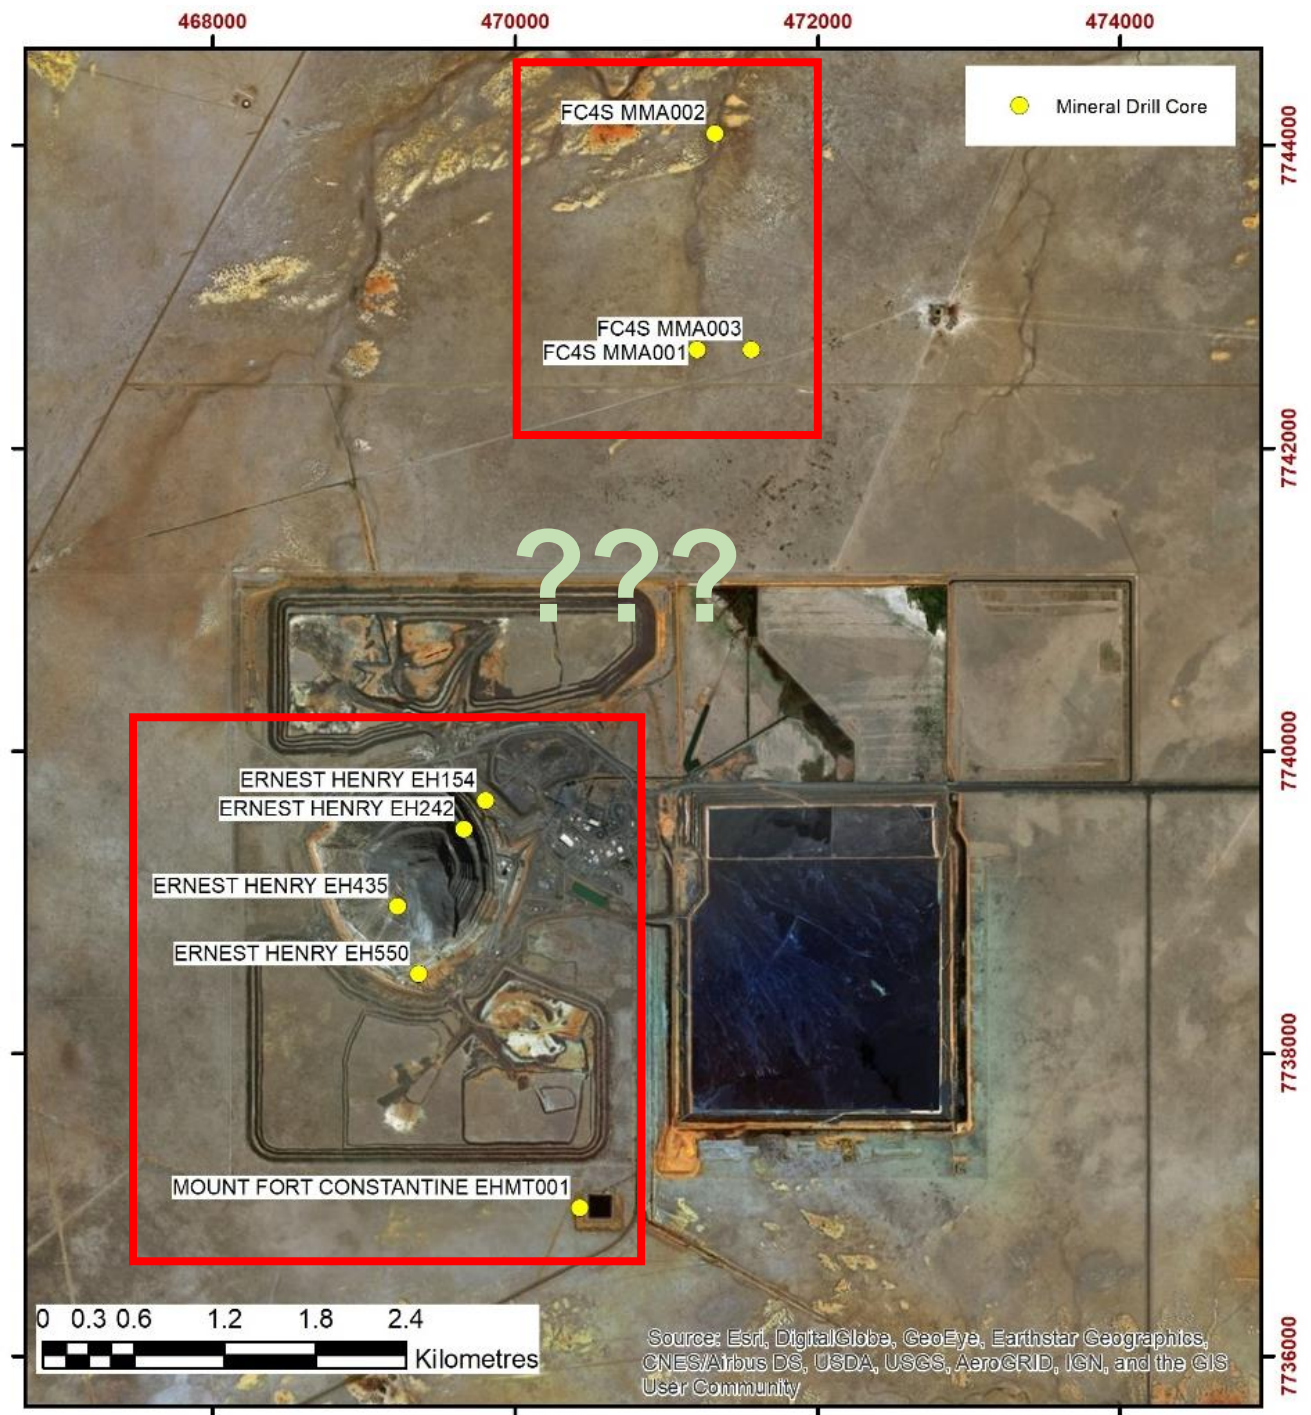 468000
470000
472000
474000
Mineral Drill Core
FC4S MMA002
7744000
FC4S MMA003
FC4S MMA001
7742000
???
7740000
ERNEST HENRY EH154
ERNEST HENRY EH242
ERNEST HENRY EH435
ERNEST HENRY EH550
7738000
MOUNT FORT CONSTANTINE EHMT001
0 0.3 0.6 1.2 1.8 2.4
Kilometres
Source: Esri, DigitalGlobe, GeoEye, Earthstar Geographics,
CNES/Airbus DS, USDA, USGS, AeroGRID, IGN, and the GIS
User Community
7736000